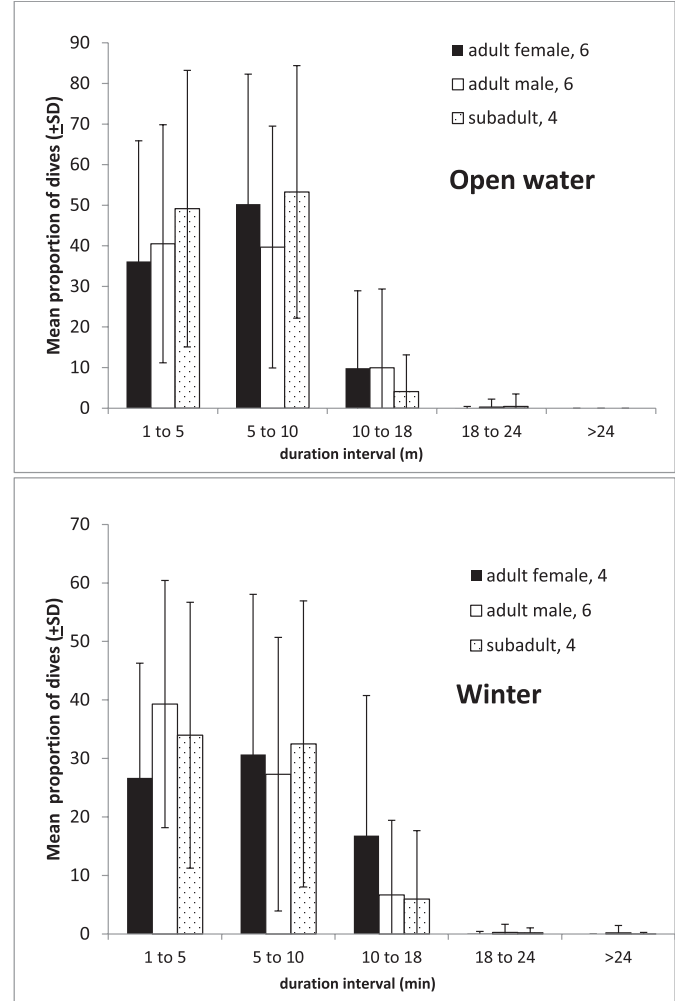 90
80
70
60
50
40
30
20
10
0
Mean proportion of dives (±SD)
adult female, 6
adult male, 6
subadult, 4
Open water
1 to 5
5 to 10
10 to 18
18 to 24
>24
duration interval (m)
70
60
50
40
30
20
10
0
Mean proportion of dives (±SD)
adult female, 4
adult male, 6
subadult, 4
Winter
1 to 5
5 to 10
10 to 18
18 to 24
>24
duration interval (min)